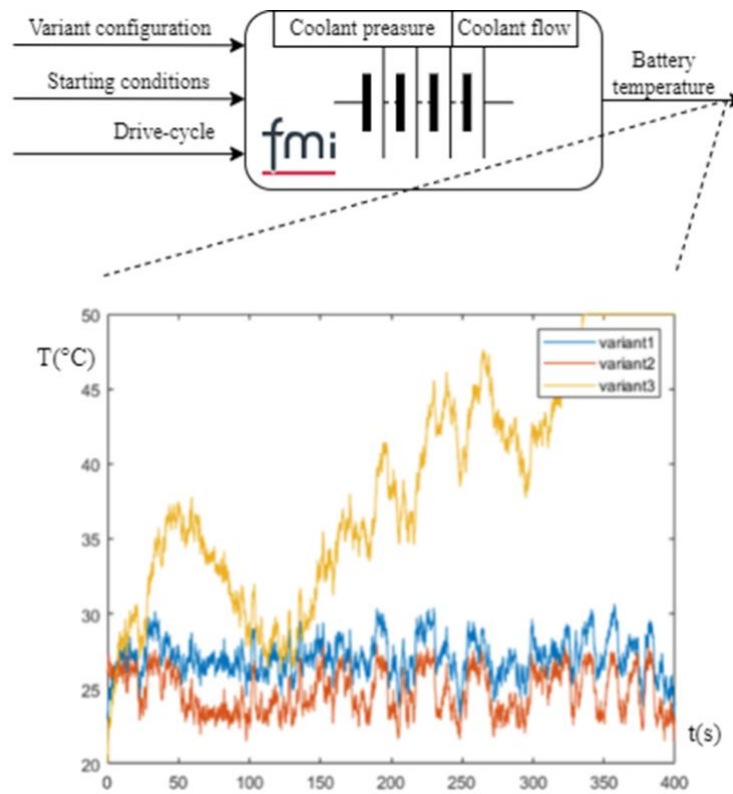 Variant configuration
Coolant preasure
Coolant flow
Starting conditions
Battery
temperature
Drive-cycle
fmi
50
T(°C)
variant1
variant2
variant3
45
40
35
30
25
t(s)
20
0
50
100
150
200
250
300
350
400